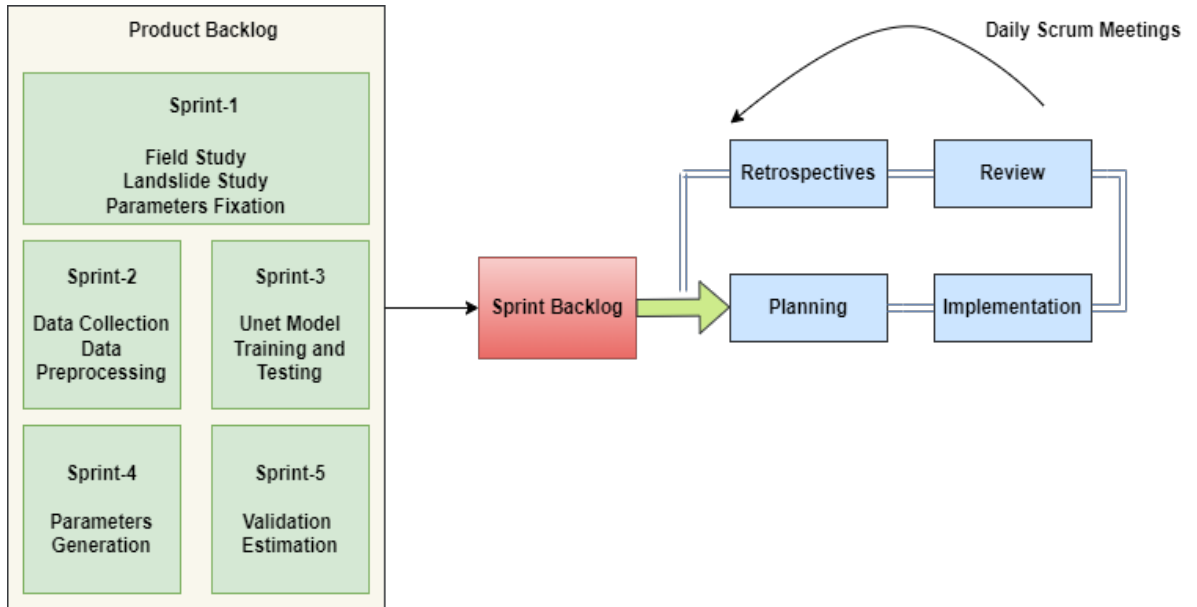 Product Backlog
Sprint-1
Field Study
Landslide Study
Parameters Fixation
Sprint-2
Data Collection
Data
Preprocessing
Sprint-3
Unet Model
Training and
Testing
Sprint-4
Parameters
Generation
Sprint-5
Validation
Estimation
Sprint Backlog
Daily Scrum Meetings
Retrospectives
Review
Planning
Implementation